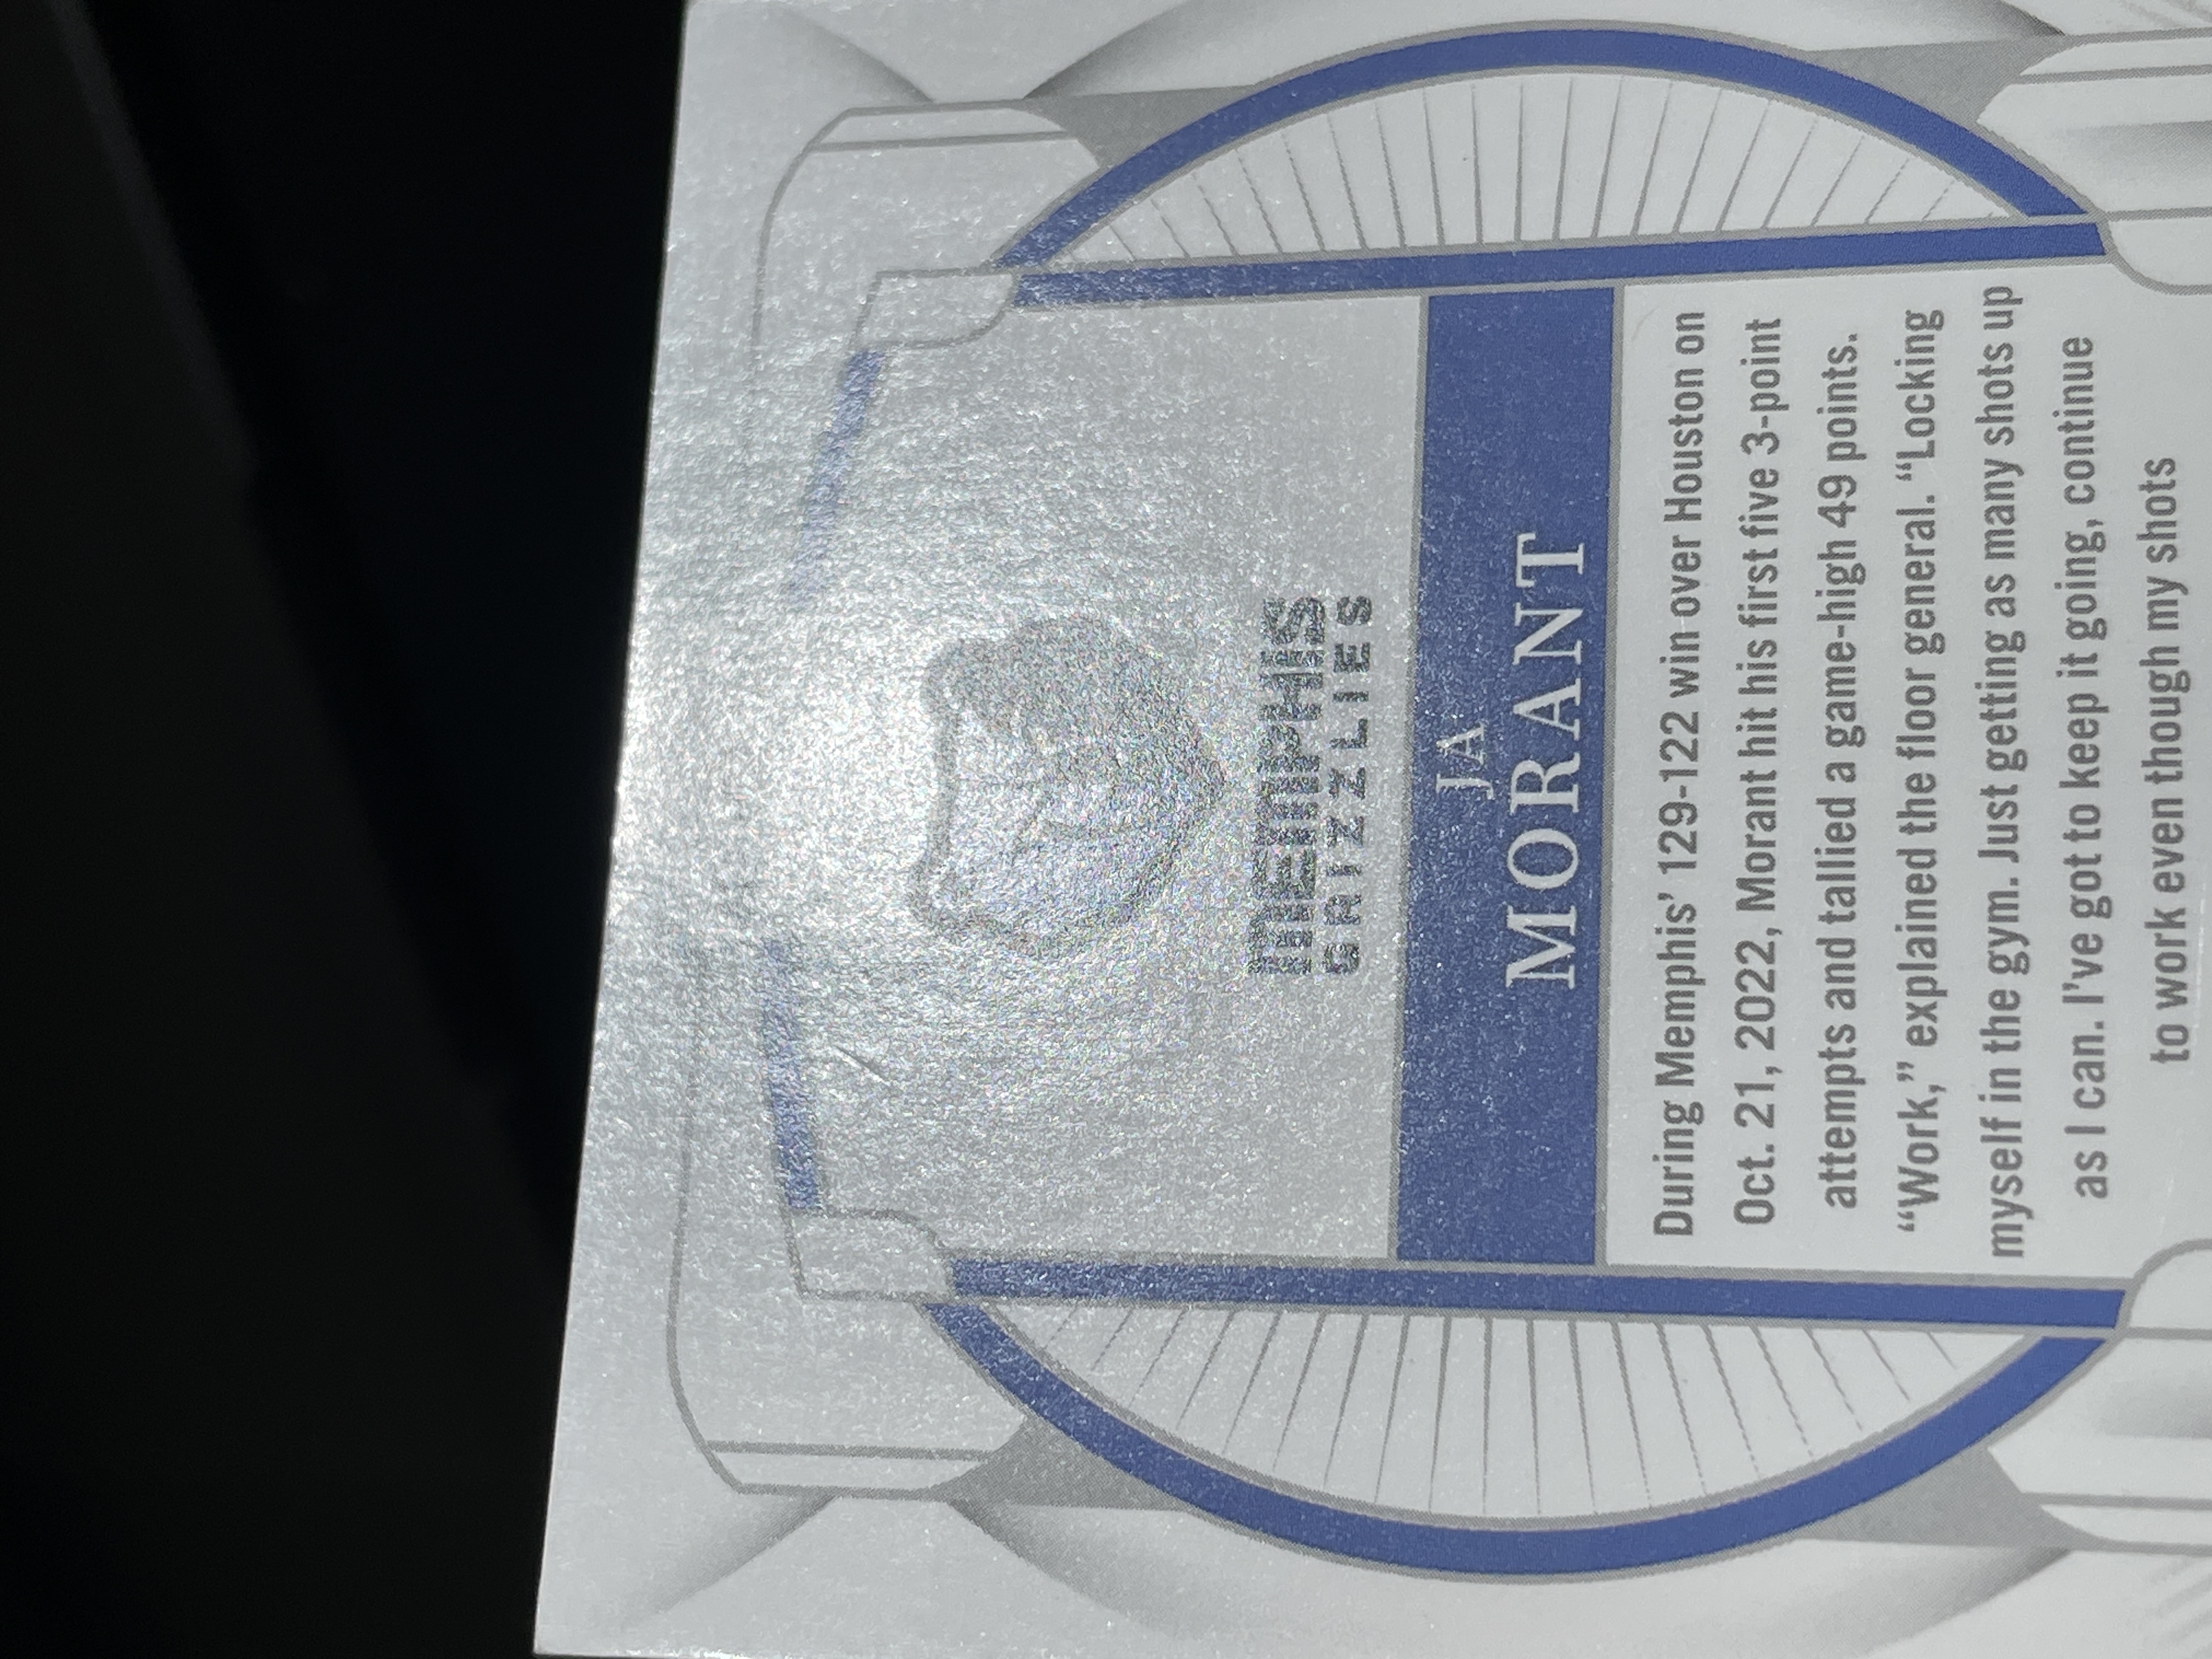 MEMPHIS
GRIZZLIES
JA
MORANT
During Memphis’ 129-122 win over Houston on
Oct. 21, 2022, Morant hit his first five 3-point
attempts and tallied a game-high 49 points.
“Work,” explained the floor general. “Locking
myself in the gym. Just getting as many shots up
as I can. I’ve got to keep it going, continue
to work even though my shots